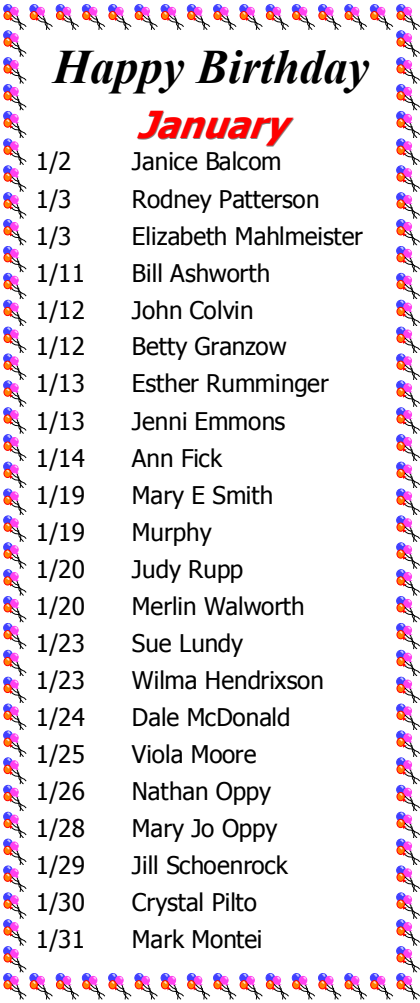 Happy Birthday
January
1/2 Janice Balcom
1/3 Rodney Patterson
1/3 Elizabeth Mahlmeister
1/11 Bill Ashworth
1/12 John Colvin
1/12 Betty Granzow
1/13 Esther Rumminger
1/13 Jenni Emmons
1/14 Ann Fick
1/19 Mary E Smith
1/19 Murphy
1/20 Judy Rupp
1/20 Merlin Walworth
1/23 Sue Lundy
1/23 Wilma Hendrixson
1/24 Dale McDonald
1/25 Viola Moore
1/26 Nathan Oppy
1/28 Mary Jo Oppy
1/29 Jill Schoenrock
1/30 Crystal Pilto
1/31 Mark Montei